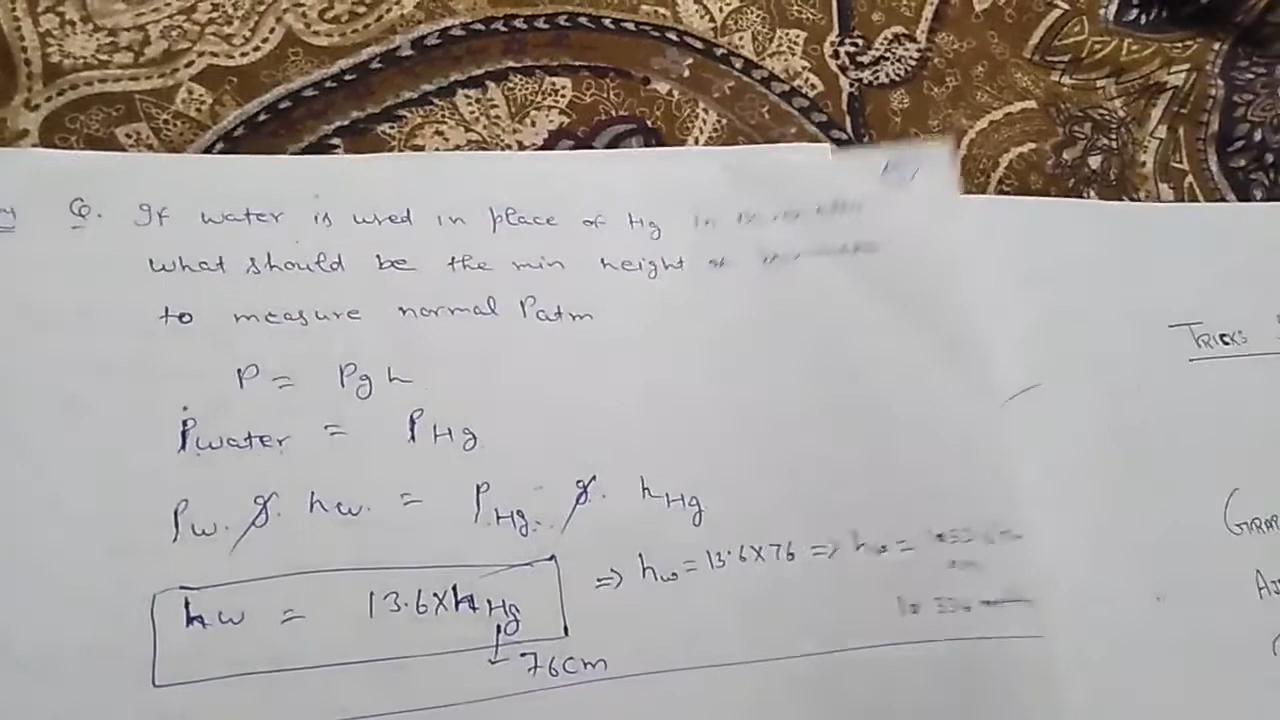 Q. If water is used in place of Hg
what should be the min height
to measure normal Patm
P = ρgh
Pwater = PHg
ρw. g. hw. = ρHg. g. hHg
hw = 13.6 X hHg
⇒ hw = 13.6 X 76 ⇒
76cm
TRICKS